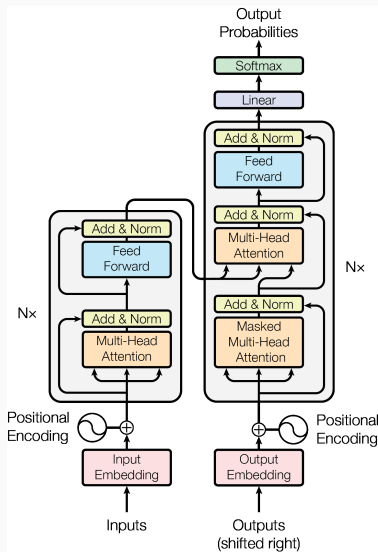 Output
Probabilities
Softmax
Linear
Add & Norm
Feed
Forward
Add & Norm
Multi-Head
Attention
Nx
Add & Norm
Masked
Multi-Head
Attention
Add & Norm
Feed
Forward
Nx
Add & Norm
Multi-Head
Attention
Positional
Encoding
Positional
Encoding
Input
Embedding
Output
Embedding
Inputs
Outputs
(shifted right)